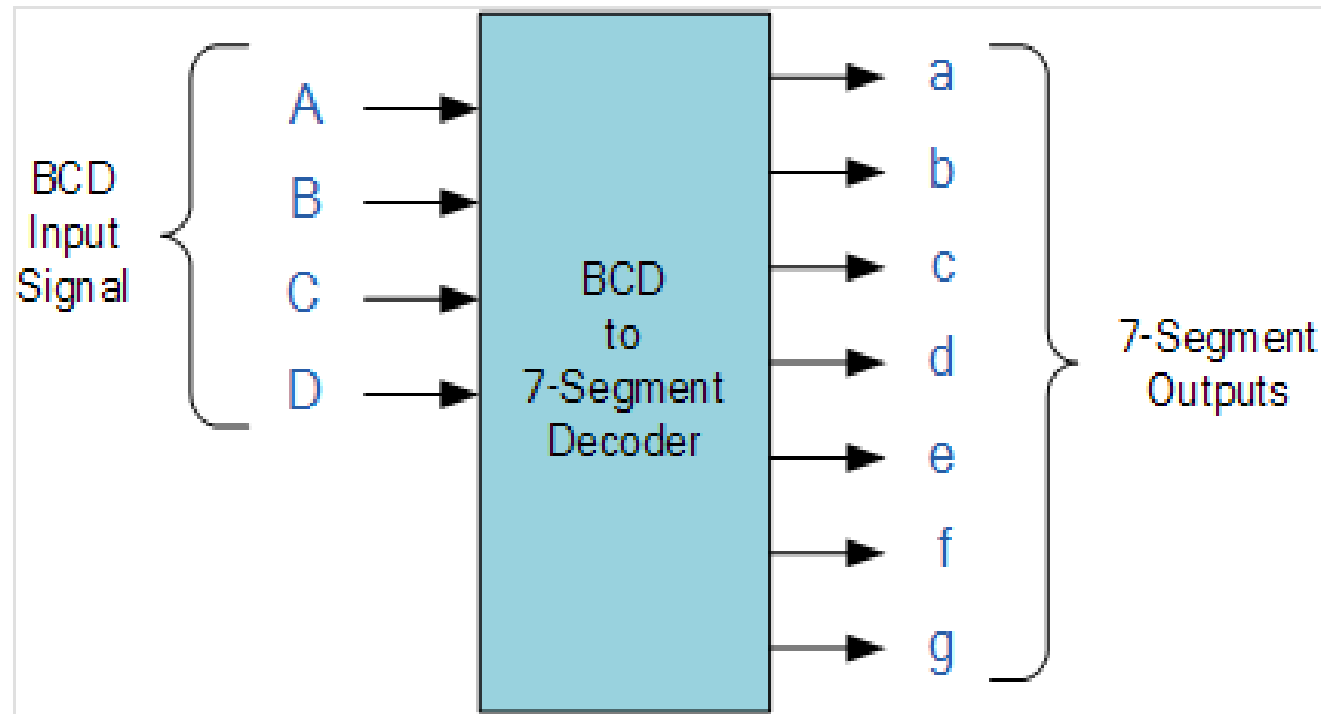 BCD
Input
Signal
A
B
C
D
BCD
to
7-Segment
Decoder
a
b
c
d
e
f
g
7-Segment
Outputs